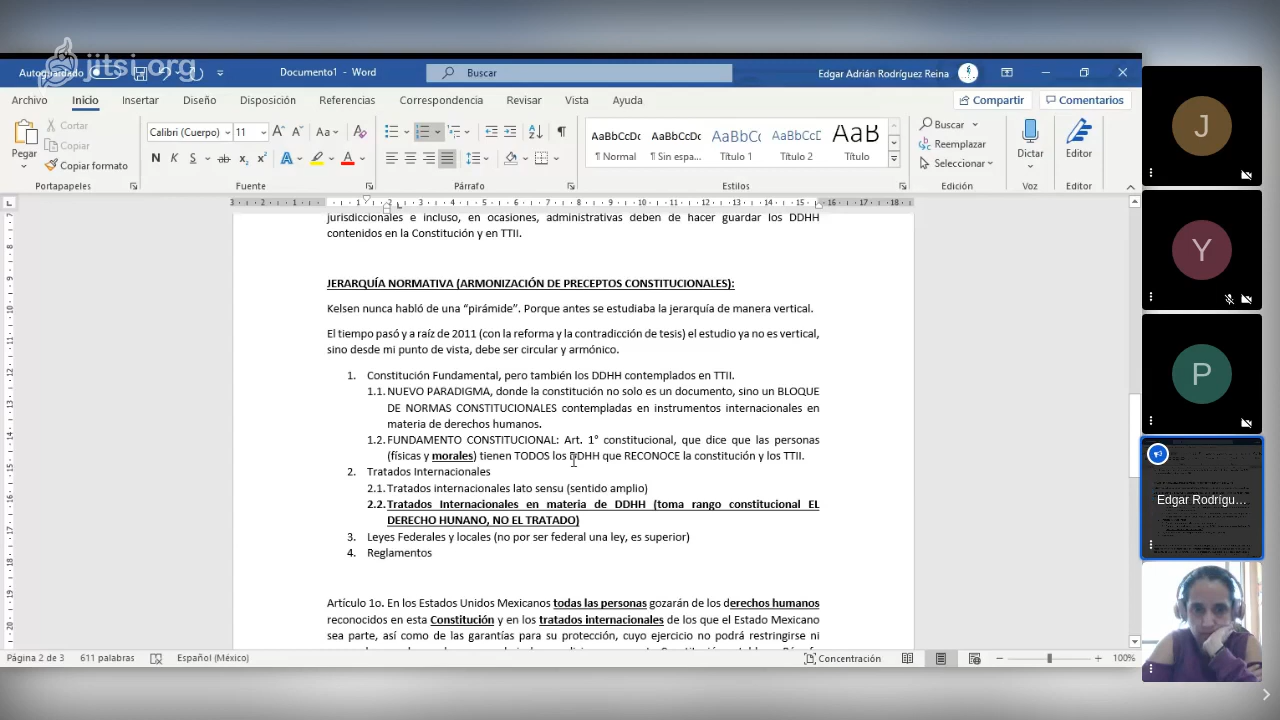 jitsi.org
Autoguardado
Documento1 - Word
Buscar
Edgar Adrián Rodríguez Reina
Archivo Inicio Insertar Diseño Disposición Referencias Correspondencia Revisar Vista Ayuda
Compartir Comentarios
Pegar
Cortar
Copiar
Copiar formato
Portapapeles
Calibri (Cuerpo) 11
Fuente
Párrafo
AaBbCcDc AaBbCcDc AaBbCc AaBbCcC AaB
¶ Normal ¶ Sin espa... Título 1 Título 2 Título
Estilos
Buscar
Reemplazar
Seleccionar
Edición
Dictar
Voz
Editor
Editor
jurisdiccionales e incluso, en ocasiones, administrativas deben de hacer guardar los DDHH
contenidos en la Constitución y en TTII.
JERARQUÍA NORMATIVA (ARMONIZACIÓN DE PRECEPTOS CONSTITUCIONALES):
Kelsen nunca habló de una “pirámide”. Porque antes se estudiaba la jerarquía de manera vertical.
El tiempo pasó y a raíz de 2011 (con la reforma y la contradicción de tesis) el estudio ya no es vertical,
sino desde mi punto de vista, debe ser circular y armónico.
1. Constitución Fundamental, pero también los DDHH contemplados en TTII.
1.1. NUEVO PARADIGMA, donde la constitución no solo es un documento, sino un BLOQUE
DE NORMAS CONSTITUCIONALES contempladas en instrumentos internacionales en
materia de derechos humanos.
1.2. FUNDAMENTO CONSTITUCIONAL: Art. 1° constitucional, que dice que las personas
(físicas y morales) tienen TODOS los DDHH que RECONOCE la constitución y los TTII.
2. Tratados Internacionales
2.1. Tratados internacionales lato sensu (sentido amplio)
2.2. Tratados Internacionales en materia de DDHH (toma rango constitucional EL
DERECHO HUNANO, NO EL TRATADO)
3. Leyes Federales y locales (no por ser federal una ley, es superior)
4. Reglamentos
Artículo 1o. En los Estados Unidos Mexicanos todas las personas gozarán de los derechos humanos
reconocidos en esta Constitución y en los tratados internacionales de los que el Estado Mexicano
sea parte, así como de las garantías para su protección, cuyo ejercicio no podrá restringirse ni
Página 2 de 3 611 palabras Español (México) Concentración 100%
J
Y
P
Edgar Rodrígu...